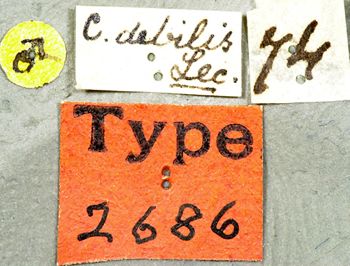 ♂
C. debilis
Lec.
74
Type
2686